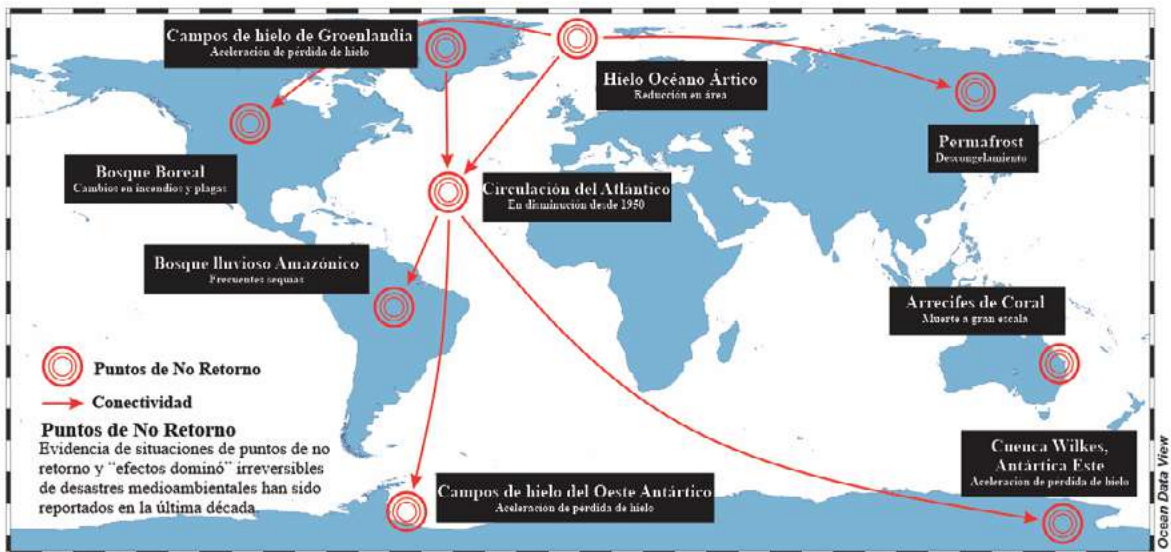 Campos de hielo de Groenlandia
Aceleración de pérdida de hielo
Hielo Océano Ártico
Reducción en área
Permafrost
Descongelamiento
Bosque Boreal
Cambios en incendios y plagas
Circulación del Atlántico
En disminución desde 1950
Bosque lluvioso Amazónico
Frecuentes sequias
Arrecifes de Coral
Muerte a gran escala
Puntos de No Retorno
Conectividad
Puntos de No Retorno
Evidencia de situaciones de puntos de no
retorno y “efectos dominó” irreversibles
de desastres medioambientales han sido
reportados en la última década
Campos de hielo del Oeste Antártico
Aceleración de pérdida de hielo
Cuenca Wilkes,
Antártica Este
Aceleración de pérdida de hielo
Ocean Data View